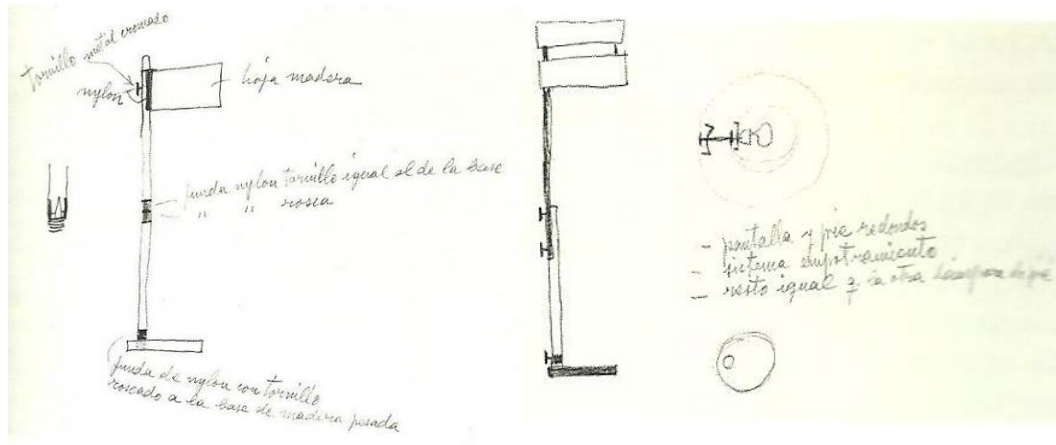 tornillo metal cromado
nylon
hoja madera
funda nylon tornillo igual al de la base
" " rosca
funda de nylon con tornillo
roscado a la base de madera pesada
- pantalla y pie redondos
- sistema empotramiento
- resto igual q. la otra lámpara de pie